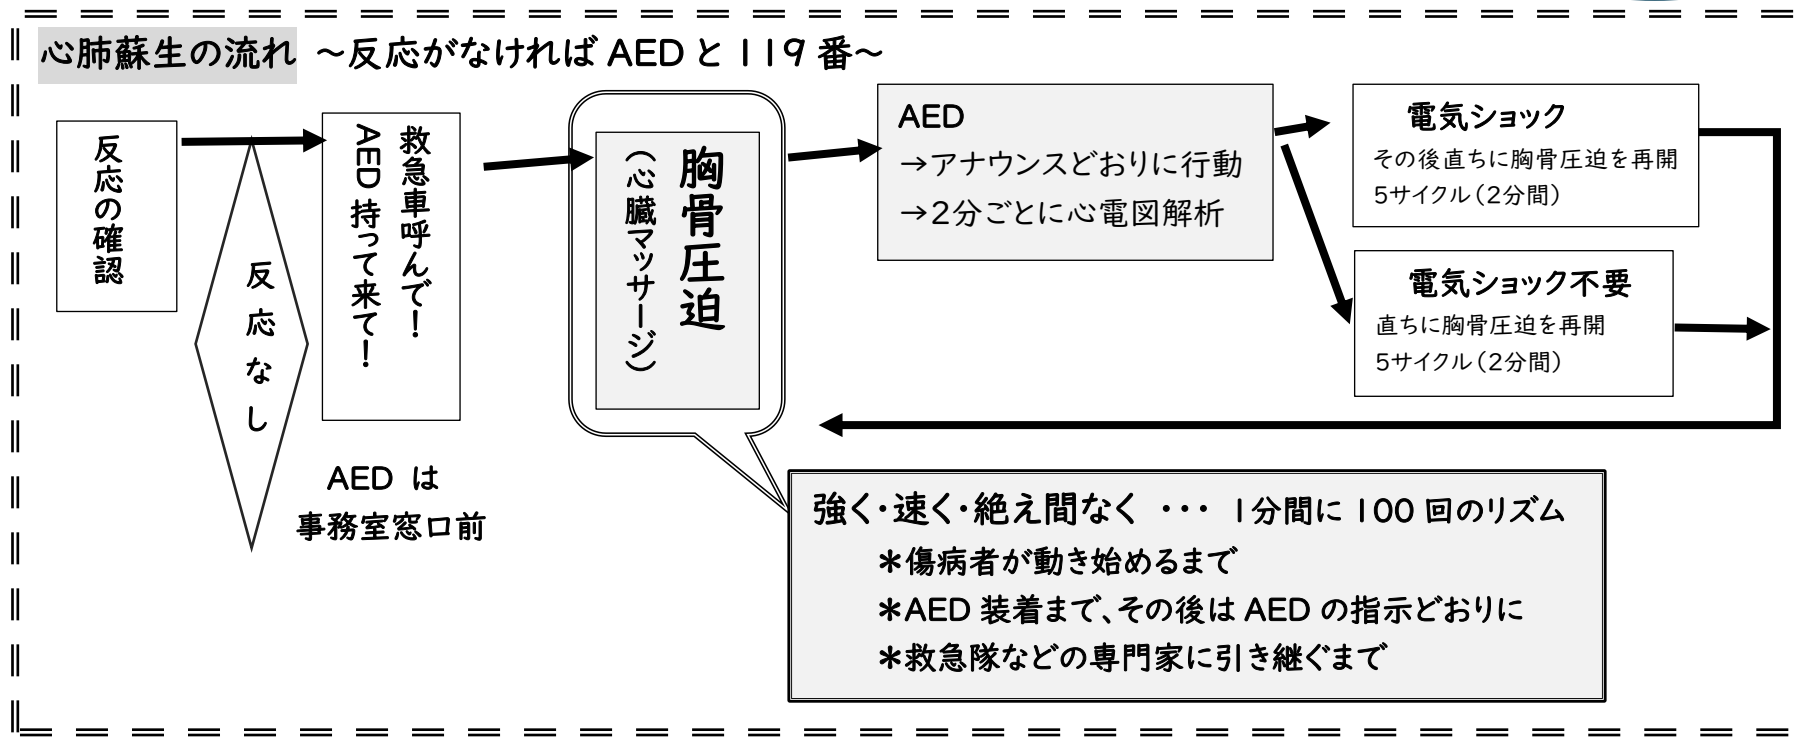 心肺蘇生の流れ ～反応がなければ AED と 119 番～
反応の確認
反応なし
救急車呼んで！
AED 持って来て！
AED は
事務室窓口前
胸骨圧迫
（心臓マッサージ）
AED
→アナウンスどおりに行動
→2分ごとに心電図解析
電気ショック
その後直ちに胸骨圧迫を再開
5サイクル（2分間）
電気ショック不要
直ちに胸骨圧迫を再開
5サイクル（2分間）
強く・速く・絶え間なく ・・・ 1分間に 100 回のリズム
＊傷病者が動き始めるまで
＊AED 装着まで、その後は AED の指示どおりに
＊救急隊などの専門家に引き継ぐまで